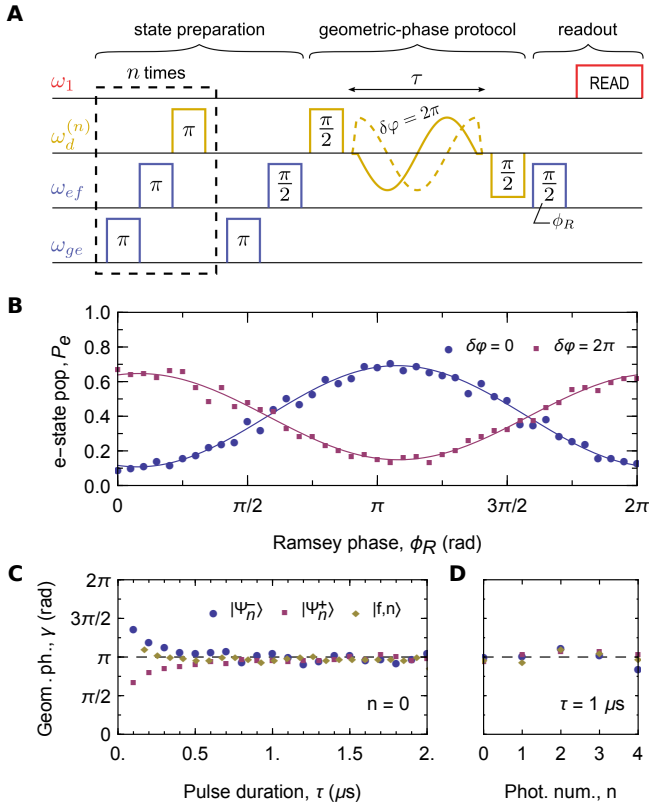 A
state preparation
geometric-phase protocol
readout
ω₁
n times
τ
READ
ω_d^(n)
π
π/2
δφ = 2π
ω_ef
π
π/2
π/2
π/2
ϕ_R
ω_ge
π
π
B
e−state pop., P_e
1.0
0.8
0.6
0.4
0.2
0.0
δφ = 0
δφ = 2π
0
π/2
π
3π/2
2π
Ramsey phase, ϕ_R (rad)
C
Geom. ph., γ (rad)
2π
3π/2
π
π/2
0
|Ψ_n^−⟩
|Ψ_n^+⟩
|f,n⟩
n = 0
0.
0.5
1.
1.5
2.
Pulse duration, τ (μs)
D
τ = 1 μs
0
1
2
3
4
Phot. num., n